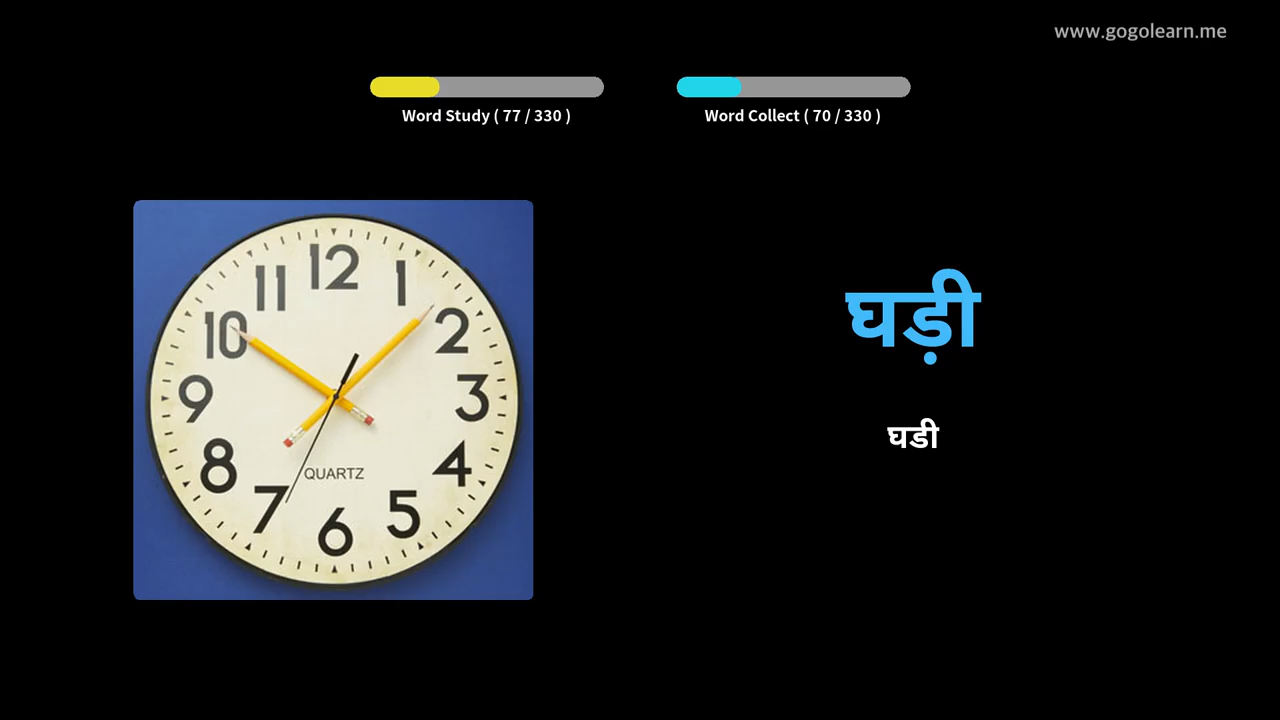 www.gogolearn.me
Word Study ( 77 / 330 )
Word Collect ( 70 / 330 )
12
11
1
10
2
9
3
8
4
QUARTZ
7
5
6
घड़ी
घडी